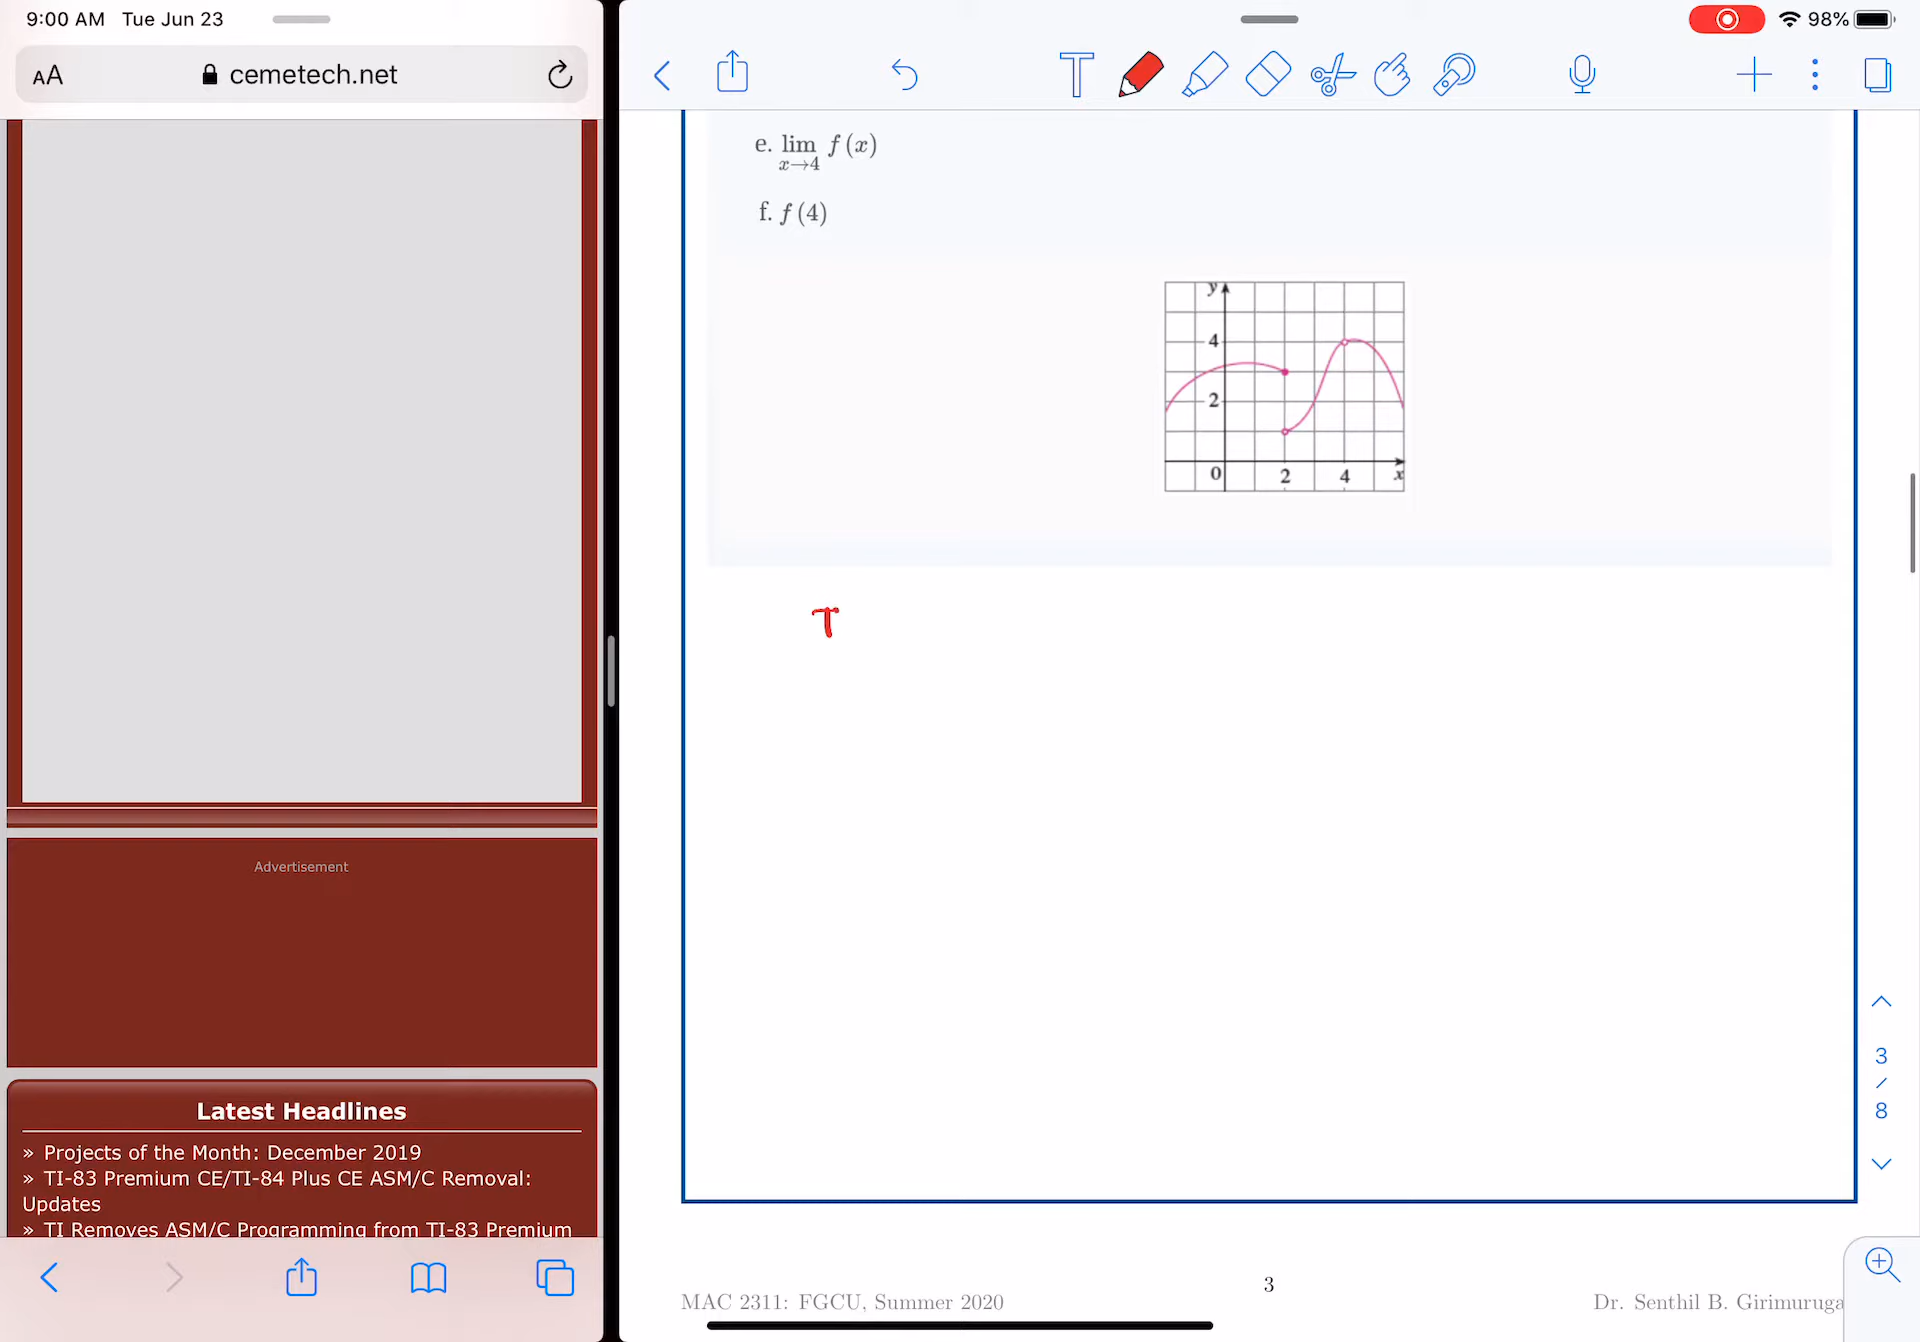 9:00 AM Tue Jun 23
AA cemetech.net
Advertisement
Latest Headlines
» Projects of the Month: December 2019
» TI-83 Premium CE/TI-84 Plus CE ASM/C Removal:
Updates
» TI Removes ASM/C Programming from TI-83 Premium
98%
T
e. lim f (x)
x→4
f. f (4)
y
4
2
0 2 4 x
T
3
/
8
3
MAC 2311: FGCU, Summer 2020
Dr. Senthil B. Girimuruga